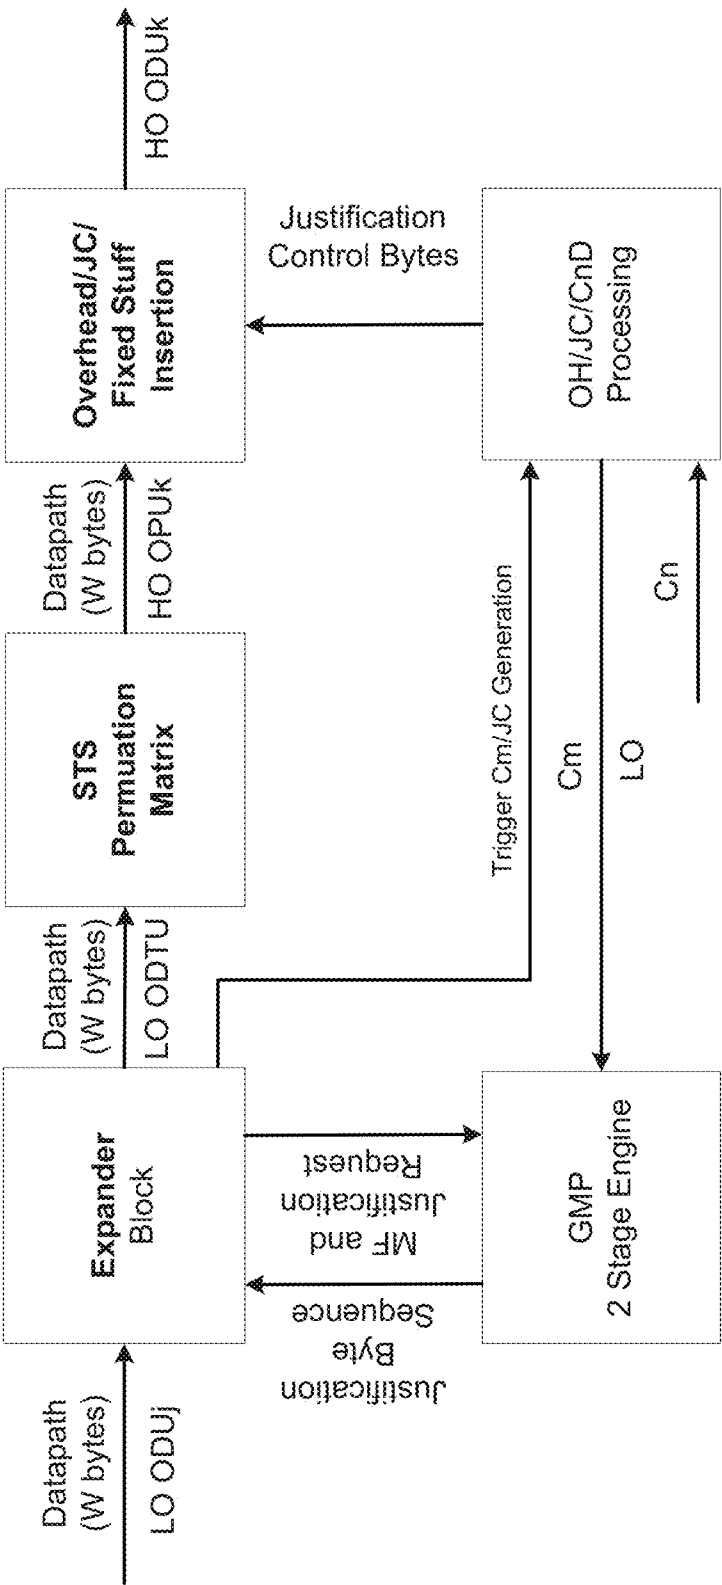 Datapath
(W bytes)
LO ODUj
Expander
Block
Datapath
(W bytes)
LO ODTU
STS
Permuation
Matrix
Datapath
(W bytes)
HO OPUk
Overhead/JC/
Fixed Stuff
Insertion
HO ODUk
Justification
Byte
Sequence
MF and
Justification
Request
Trigger Cm/JC Generation
Justification
Control Bytes
GMP
2 Stage Engine
Cm
LO
Cn
OH/JC/CnD
Processing